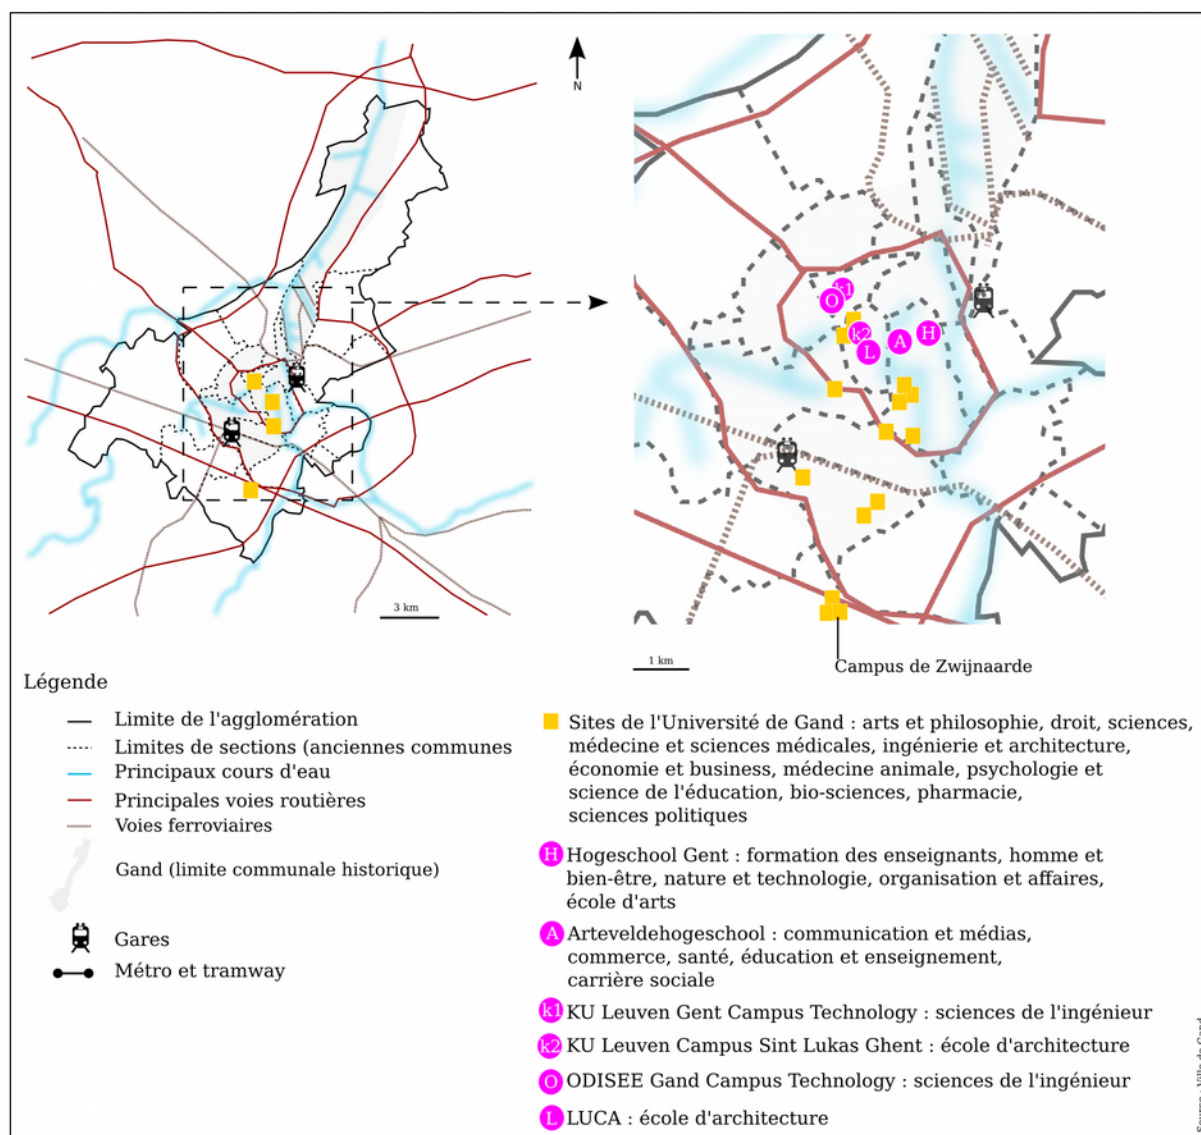 N
3 km
k1
O
k2
H
A
L
1 km
Campus de Zwijnaarde
Légende
Limite de l'agglomération
Limites de sections (anciennes communes
Principaux cours d'eau
Principales voies routières
Voies ferroviaires
Gand (limite communale historique)
Gares
Métro et tramway
Sites de l'Université de Gand : arts et philosophie, droit, sciences,
médecine et sciences médicales, ingénierie et architecture,
économie et business, médecine animale, psychologie et
science de l'éducation, bio-sciences, pharmacie,
sciences politiques
H Hogeschool Gent : formation des enseignants, homme et
bien-être, nature et technologie, organisation et affaires,
école d'arts
A Arteveldehogeschool : communication et médias,
commerce, santé, éducation et enseignement,
carrière sociale
k1 KU Leuven Gent Campus Technology : sciences de l'ingénieur
k2 KU Leuven Campus Sint Lukas Ghent : école d'architecture
O ODISEE Gand Campus Technology : sciences de l'ingénieur
L LUCA : école d'architecture
Source : Ville de Gand